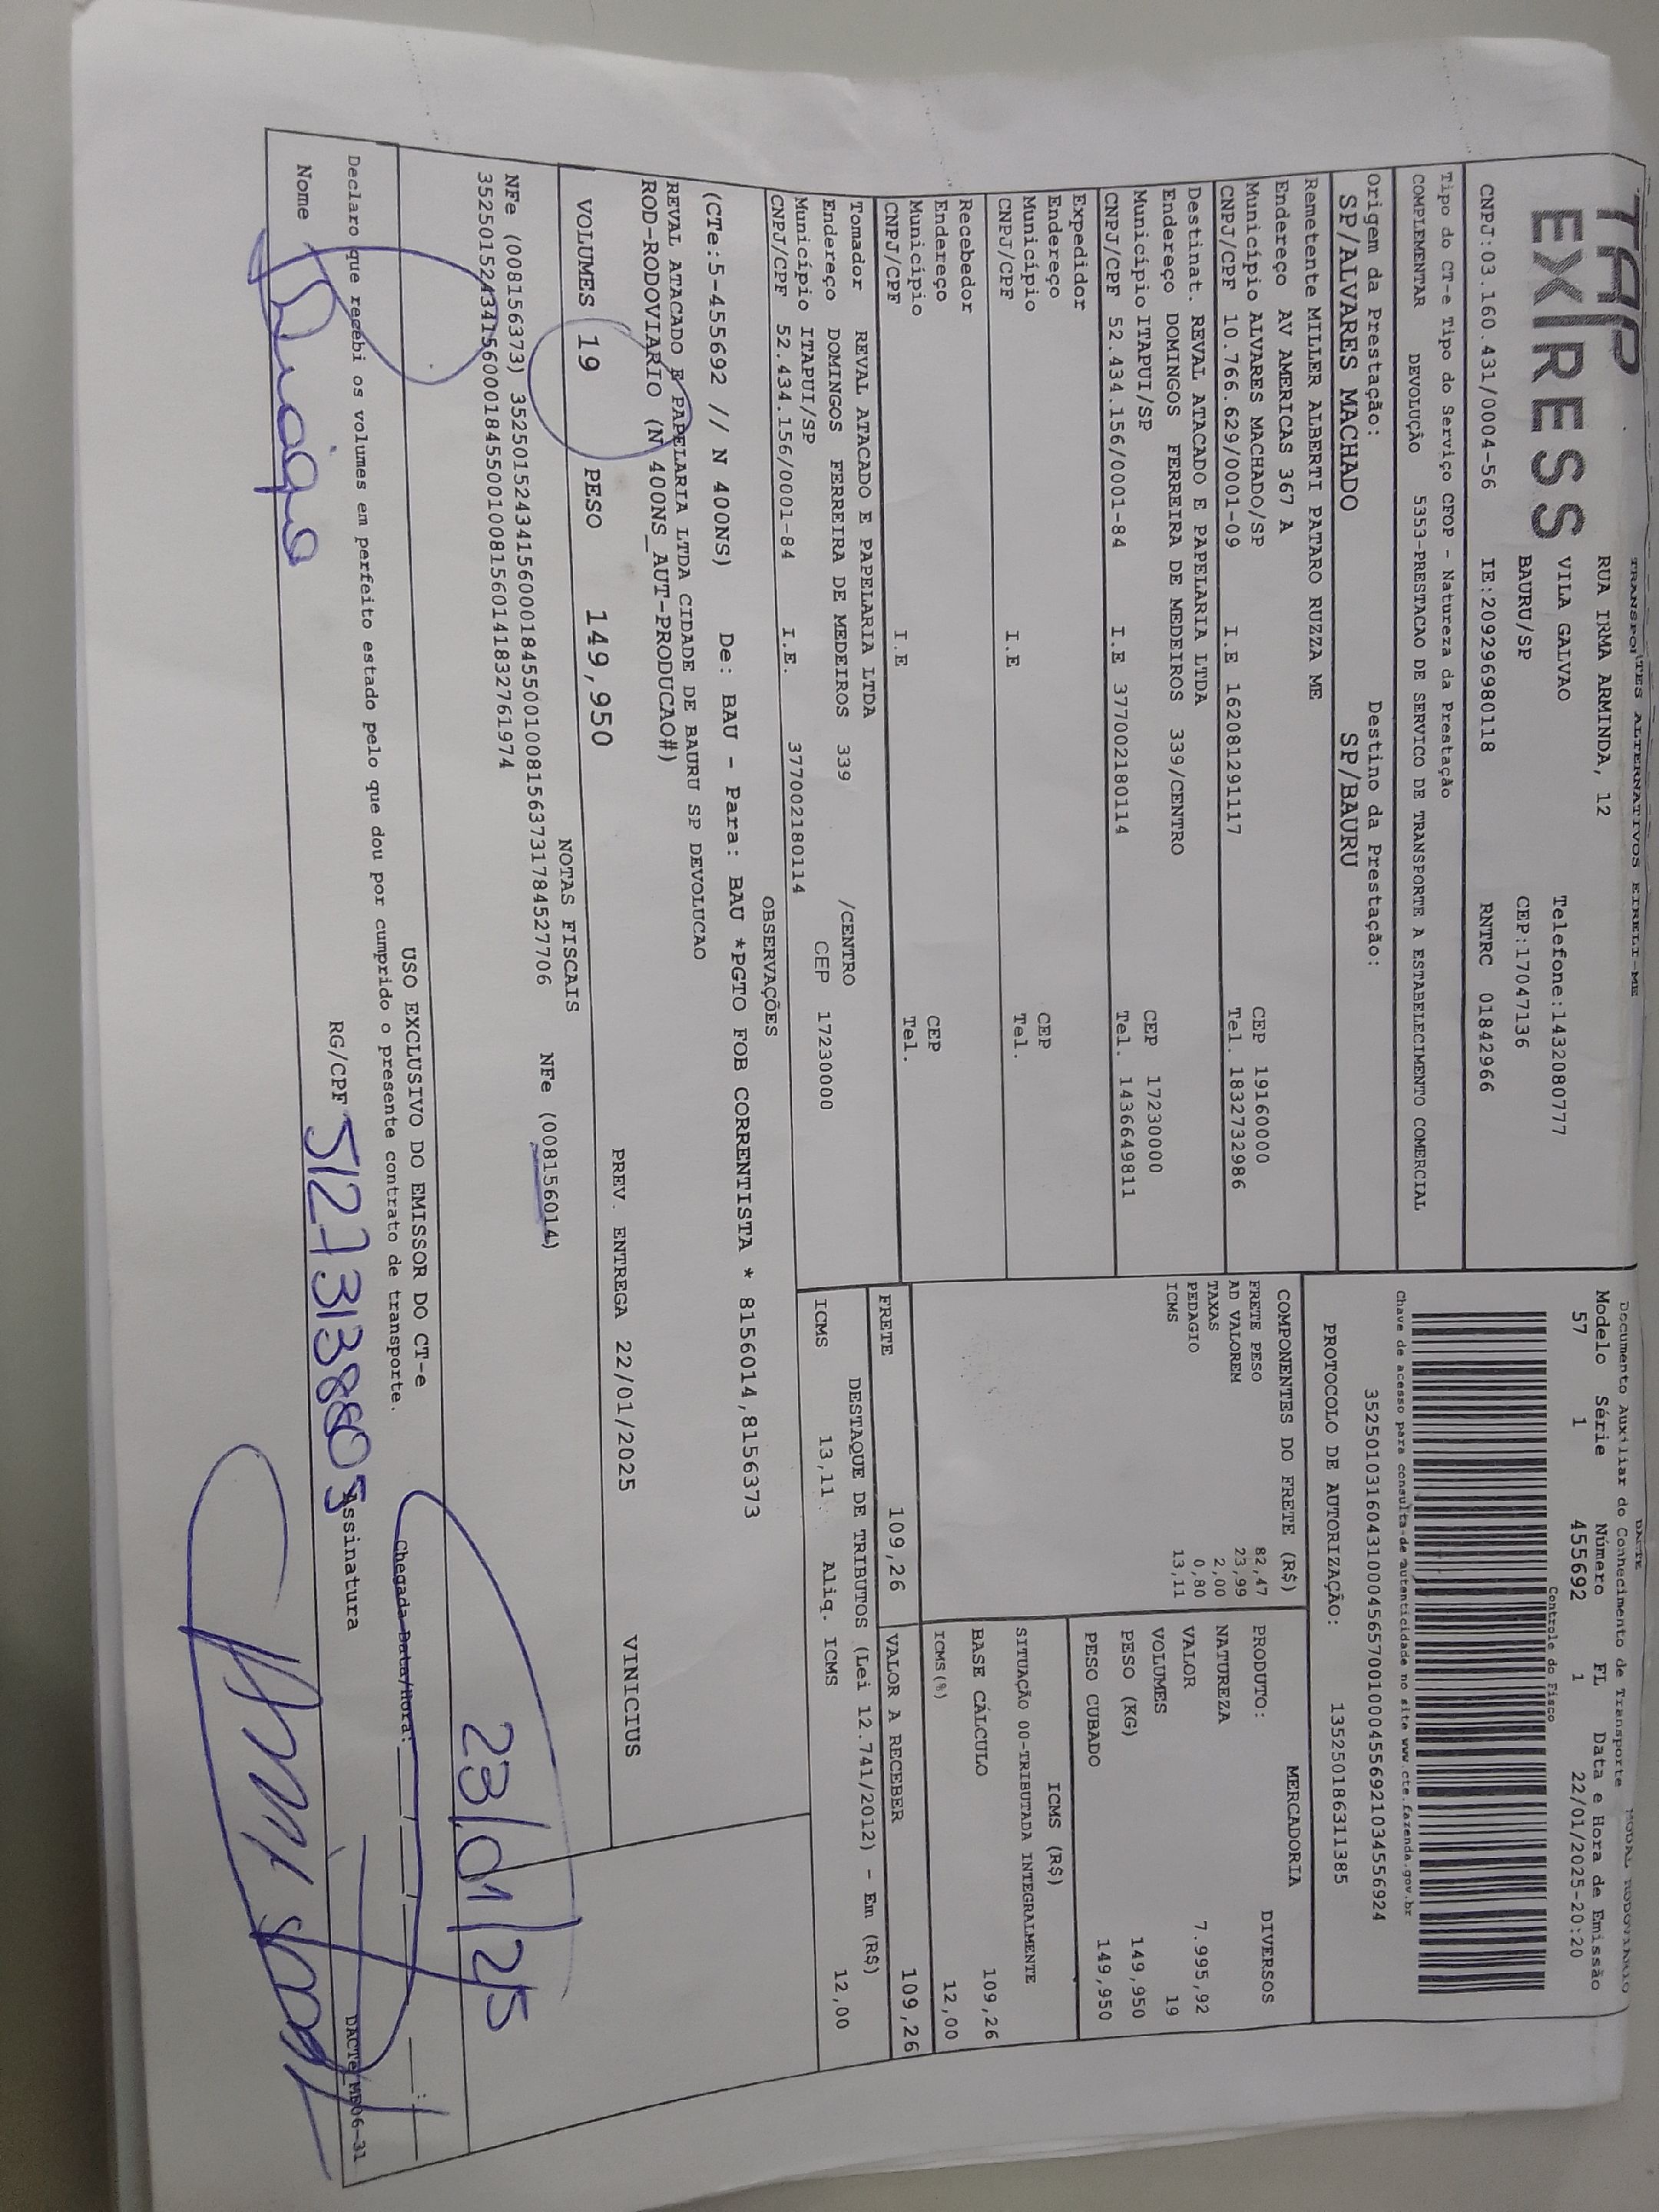 TRANSPORTES ALTERNATIVOS EIRELI-ME
TAP EXPRESS
RUA IRMA ARMINDA, 12
VILA GALVAO Telefone:1432080777
BAURU/SP CEP:17047136
CNPJ:03.160.431/0004-56 IE:209296980118 RNTRC 01842966
DACTE MODAL RODOVIÁRIO
Documento Auxiliar do Conhecimento de Transporte
Modelo Série Número FL Data e Hora de Emissão
57 1 455692 1 22/01/2025-20:20
Controle do Fisco
Chave de acesso para consulta de autenticidade no site www.cte.fazenda.gov.br
35250103160431000456570010004556921034556924
PROTOCOLO DE AUTORIZAÇÃO: 135250186311385
Tipo do CT-e Tipo do Serviço CFOP - Natureza da Prestação
COMPLEMENTAR DEVOLUÇÃO 5353-PRESTACAO DE SERVICO DE TRANSPORTE A ESTABELECIMENTO COMERCIAL
Origem da Prestação: Destino da Prestação:
SP/ALVARES MACHADO SP/BAURU
Remetente MILLER ALBERTI PATARO RUZZA ME
Endereço AV AMERICAS 367 A
Município ALVARES MACHADO/SP CEP 19160000
CNPJ/CPF 10.766.629/0001-09 I.E 162081291117 Tel. 1832732986
Destinat. REVAL ATACADO E PAPELARIA LTDA
Endereço DOMINGOS FERREIRA DE MEDEIROS 339/CENTRO
Município ITAPUI/SP CEP 17230000
CNPJ/CPF 52.434.156/0001-84 I.E 377002180114 Tel. 1436649811
Expedidor
Endereço
Município CEP
CNPJ/CPF I.E Tel.
Recebedor
Endereço
Município CEP
CNPJ/CPF I.E Tel.
Tomador REVAL ATACADO E PAPELARIA LTDA
Endereço DOMINGOS FERREIRA DE MEDEIROS 339 /CENTRO
Município ITAPUI/SP CEP 17230000
CNPJ/CPF 52.434.156/0001-84 I.E. 377002180114
COMPONENTES DO FRETE (R$)
FRETE PESO 82,47
AD VALOREM 23,99
TAXAS 2,00
PEDAGIO 0,80
ICMS 13,11
MERCADORIA
PRODUTO: DIVERSOS
NATUREZA
VALOR 7.995,92
VOLUMES 19
PESO (KG) 149,950
PESO CUBADO 149,950
ICMS (R$)
SITUAÇÃO 00-TRIBUTADA INTEGRALMENTE
BASE CÁLCULO 109,26
ICMS(%) 12,00
FRETE 109,26 VALOR A RECEBER 109,26
DESTAQUE DE TRIBUTOS (Lei 12.741/2012) - Em (R$)
ICMS 13,11 Aliq. ICMS 12,00
OBSERVAÇÕES
(CTe:5-455692 // N 400NS) De: BAU - Para: BAU *PGTO FOB CORRENTISTA * 8156014,8156373
REVAL ATACADO E PAPELARIA LTDA CIDADE DE BAURU SP DEVOLUCAO
ROD-RODOVIARIO (N 400NS_AUT-PRODUCAO#)
VOLUMES 19 PESO 149,950 PREV. ENTREGA 22/01/2025 VINICIUS
NOTAS FISCAIS
NFe (008156373) 35250152434156000184550010081563731784527706 NFe (008156014)
35250152434156000184550010081560141832761974
23/01/25
USO EXCLUSIVO DO EMISSOR DO CT-e
Declaro que recebi os volumes em perfeito estado pelo que dou por cumprido o presente contrato de transporte.
Chegada Data/Hora: ___/___/___ ___:___
Nome RG/CPF Assinatura
DACTe_MB06-31